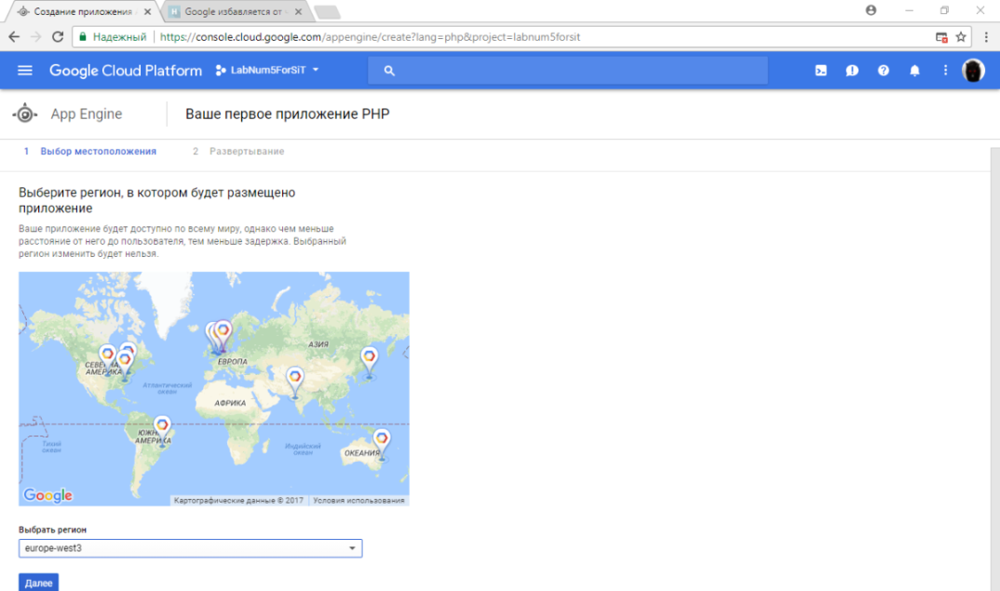 Создание приложения
Google избавляется от
Надежный
https://console.cloud.google.com/appengine/create?lang=php&project=labnum5forsit
Google Cloud Platform
LabNum5ForSiT
App Engine
Ваше первое приложение PHP
1 Выбор местоположения
2 Развертывание
Выберите регион, в котором будет размещено
приложение
Ваше приложение будет доступно по всему миру, однако чем меньше
расстояние от него до пользователя, тем меньше задержка. Выбранный
регион изменить будет нельзя.
АЗИЯ
ЕВРОПА
АМЕРИКА
Атлантический
океан
АФРИКА
АМЕРИКА
Тихий
океан
Индийский
океан
ОКЕАНИЯ
Google
Картографические данные © 2017
Условия использования
Выбрать регион
europe-west3
Далее